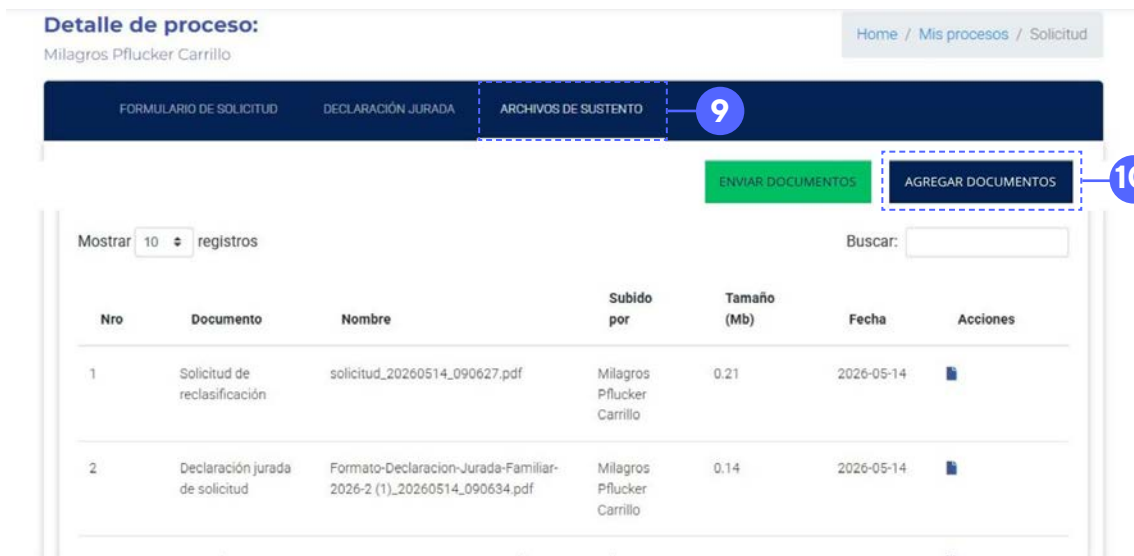 Detalle de proceso:
Milagros Pflucker Carrillo
Home / Mis procesos / Solicitud
FORMULARIO DE SOLICITUD
DECLARACIÓN JURADA
ARCHIVOS DE SUSTENTO
9
ENVIAR DOCUMENTOS
AGREGAR DOCUMENTOS
10
Mostrar 10 registros
Buscar:
Nro
Documento
Nombre
Subido
por
Tamaño
(Mb)
Fecha
Acciones
1
Solicitud de
reclasificación
solicitud_20260514_090627.pdf
Milagros
Pflucker
Carrillo
0.21
2026-05-14
2
Declaración jurada
de solicitud
Formato-Declaracion-Jurada-Familiar-
2026-2 (1)_20260514_090634.pdf
Milagros
Pflucker
Carrillo
0.14
2026-05-14